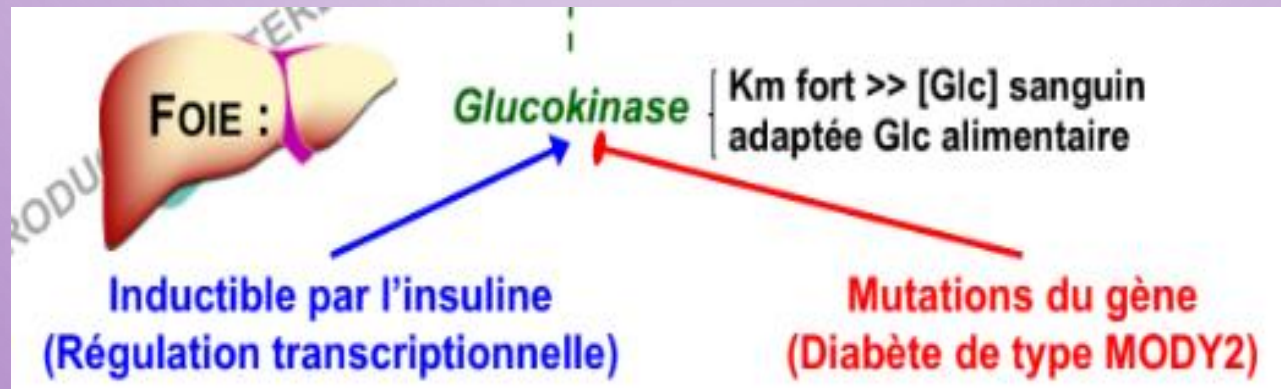 FOIE :
Glucokinase
Km fort >> [Glc] sanguin
adaptée Glc alimentaire
Inductible par l'insuline
(Régulation transcriptionnelle)
Mutations du gène
(Diabète de type MODY2)